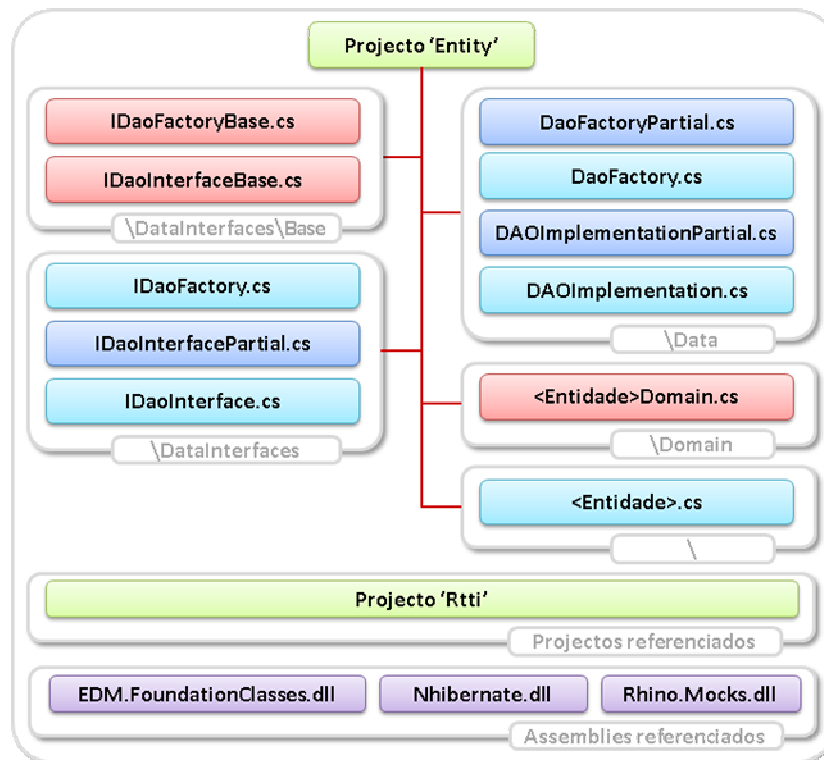 Projecto ‘Entity’
IDaoFactoryBase.cs
IDaoInterfaceBase.cs
\DataInterfaces\Base
IDaoFactory.cs
IDaoInterfacePartial.cs
IDaoInterface.cs
\DataInterfaces
DaoFactoryPartial.cs
DaoFactory.cs
DAOImplementationPartial.cs
DAOImplementation.cs
\Data
<Entidade>Domain.cs
\Domain
<Entidade>.cs
\
Projecto ‘Rtti’
Projectos referenciados
EDM.FoundationClasses.dll
Nhibernate.dll
Rhino.Mocks.dll
Assemblies referenciados